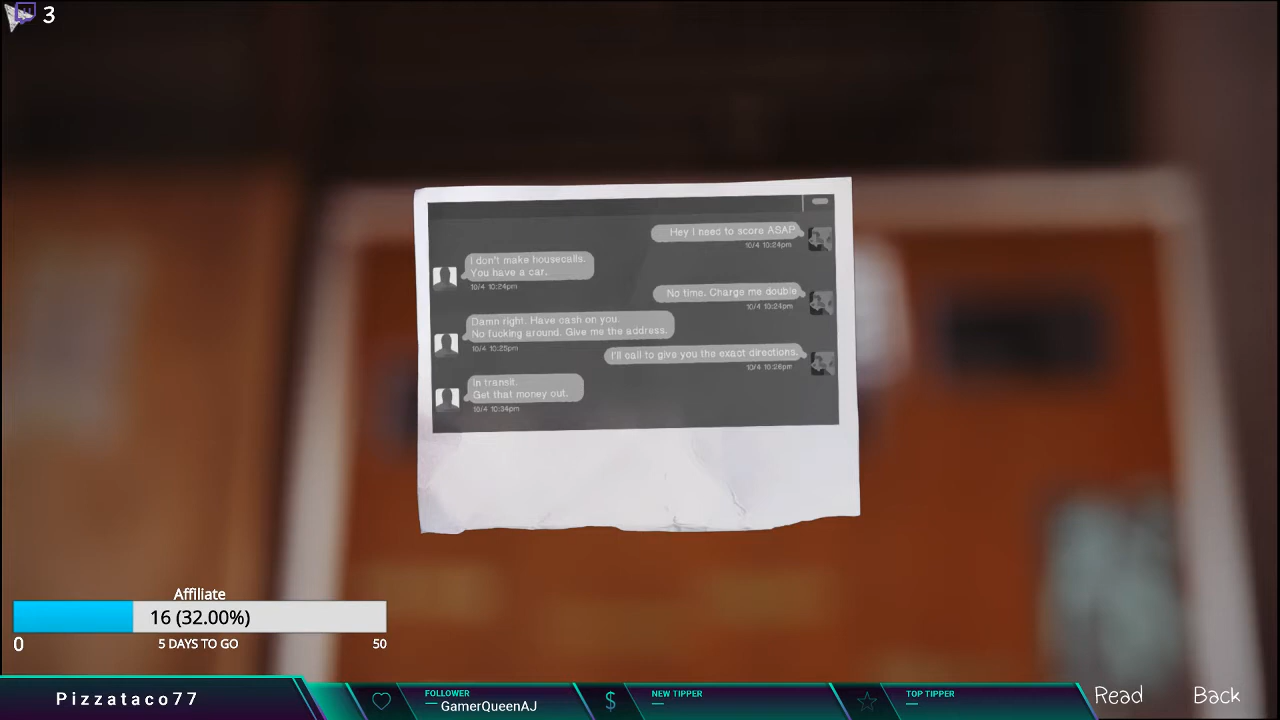 3
Hey I need to score ASAP
10/4 10:24pm
I don't make housecalls.
You have a car.
10/4 10:24pm
No time. Charge me double
10/4 10:24pm
Damn right. Have cash on you.
No fucking around. Give me the address.
10/4 10:25pm
I'll call to give you the exact directions.
10/4 10:26pm
In transit.
Get that money out.
10/4 10:34pm
Affiliate
16 (32.00%)
0
5 DAYS TO GO
50
Pizzataco77
FOLLOWER
GamerQueenAJ
$
NEW TIPPER
TOP TIPPER
Read
Back